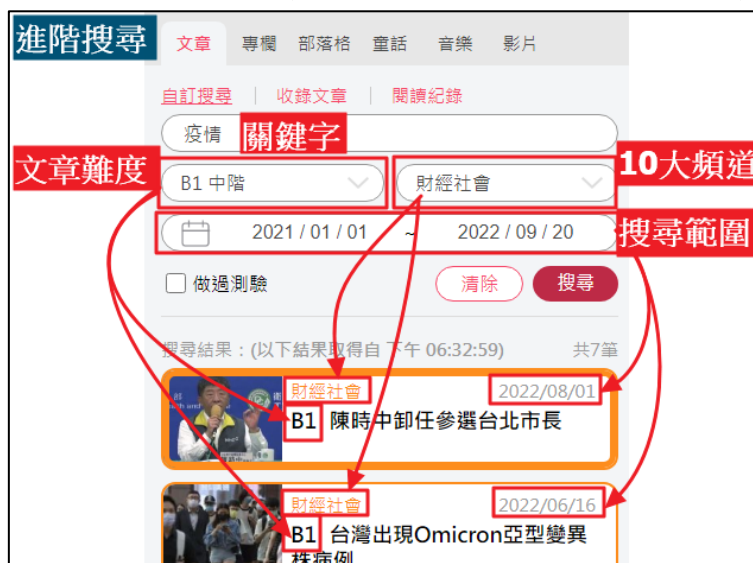 進階搜尋
文章 專欄 部落格 童話 音樂 影片
自訂搜尋 | 收錄文章 | 閱讀紀錄
疫情 關鍵字
文章難度 B1 中階 財經社會 10大頻道
2021 / 01 / 01 ~ 2022 / 09 / 20 搜尋範圍
做過測驗 清除 搜尋
搜尋結果：(以下結果取得自 下午 06:32:59) 共7筆
財經社會 2022/08/01
B1 陳時中卸任參選台北市長
財經社會 2022/06/16
B1 台灣出現Omicron亞型變異
株病例